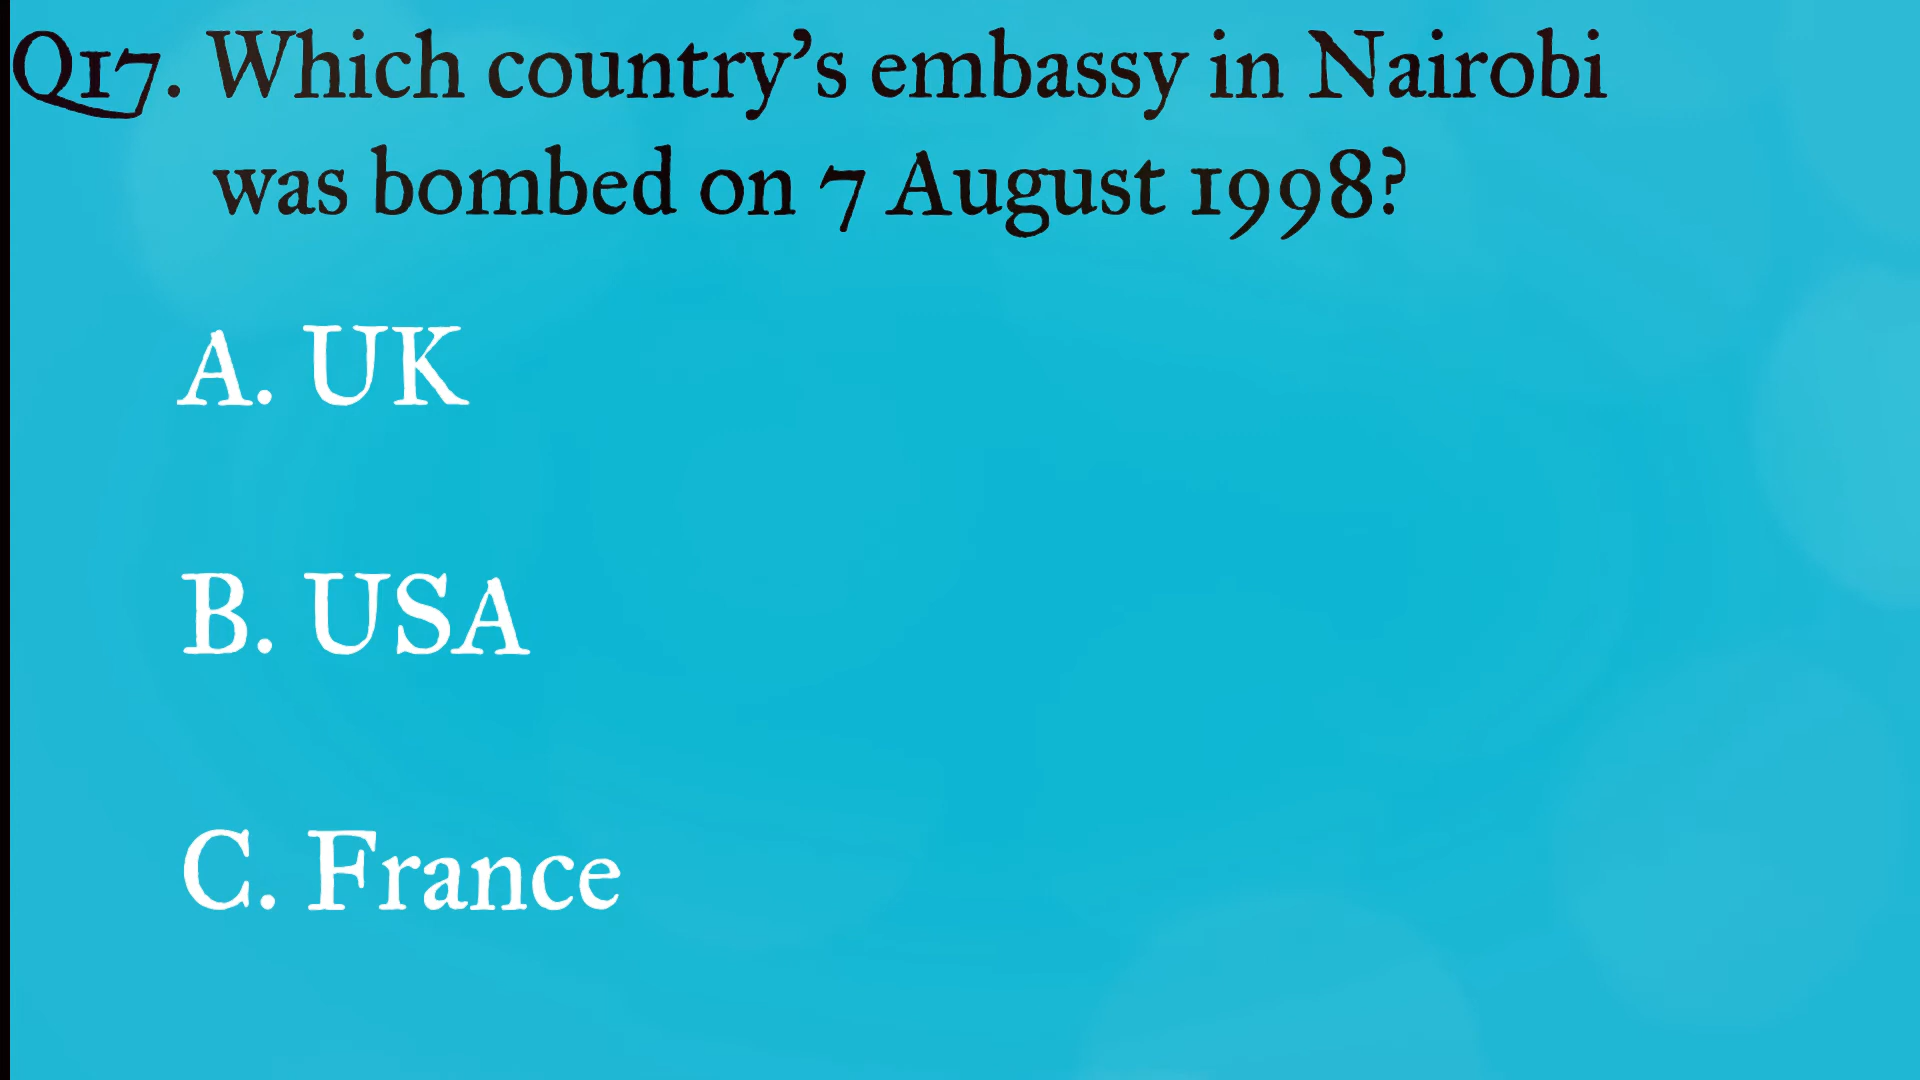 Q17. Which country's embassy in Nairobi
was bombed on 7 August 1998?
A. UK
B. USA
C. France